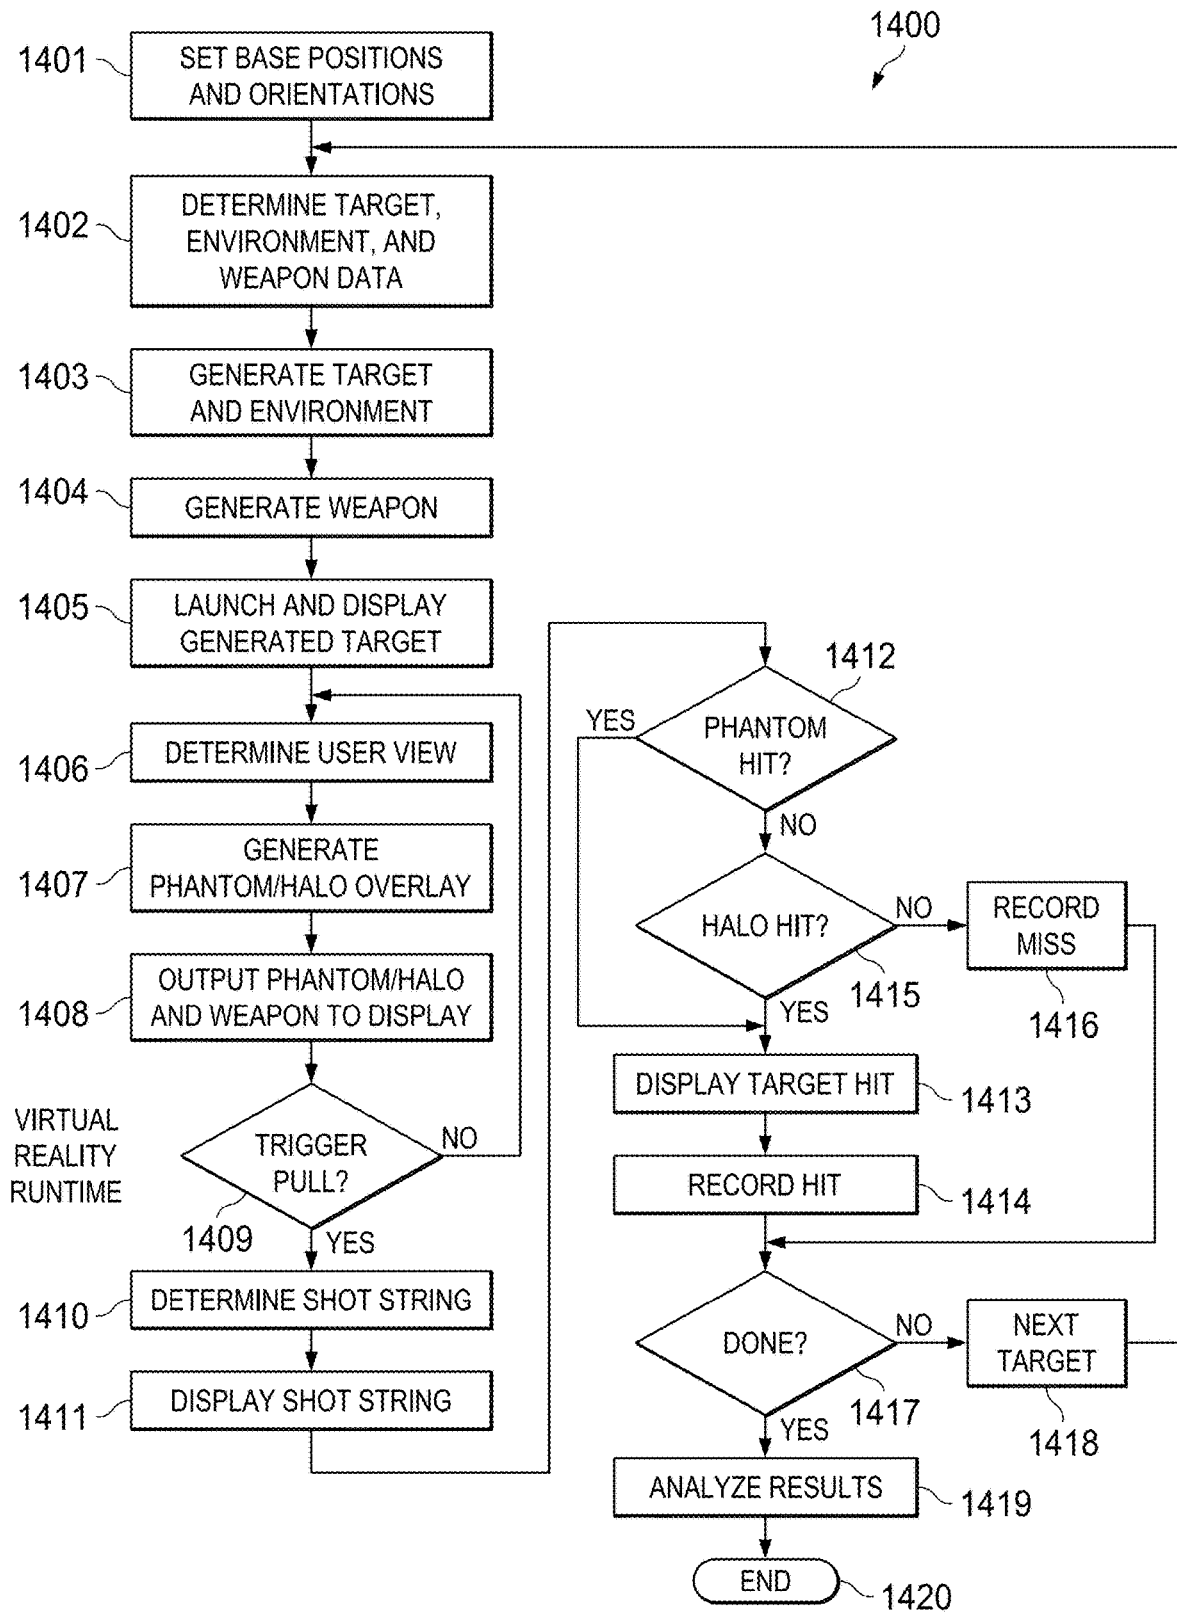 1400
1401
SET BASE POSITIONS
AND ORIENTATIONS
1402
DETERMINE TARGET,
ENVIRONMENT, AND
WEAPON DATA
1403
GENERATE TARGET
AND ENVIRONMENT
1404
GENERATE WEAPON
1405
LAUNCH AND DISPLAY
GENERATED TARGET
1406
DETERMINE USER VIEW
1407
GENERATE
PHANTOM/HALO OVERLAY
1408
OUTPUT PHANTOM/HALO
AND WEAPON TO DISPLAY
VIRTUAL
REALITY
RUNTIME
TRIGGER
PULL?
NO
1409
YES
1410
DETERMINE SHOT STRING
1411
DISPLAY SHOT STRING
1412
YES
PHANTOM
HIT?
NO
HALO HIT?
NO
1415
YES
RECORD
MISS
1416
DISPLAY TARGET HIT
1413
RECORD HIT
1414
DONE?
NO
1417
YES
NEXT
TARGET
1418
ANALYZE RESULTS
1419
END
1420